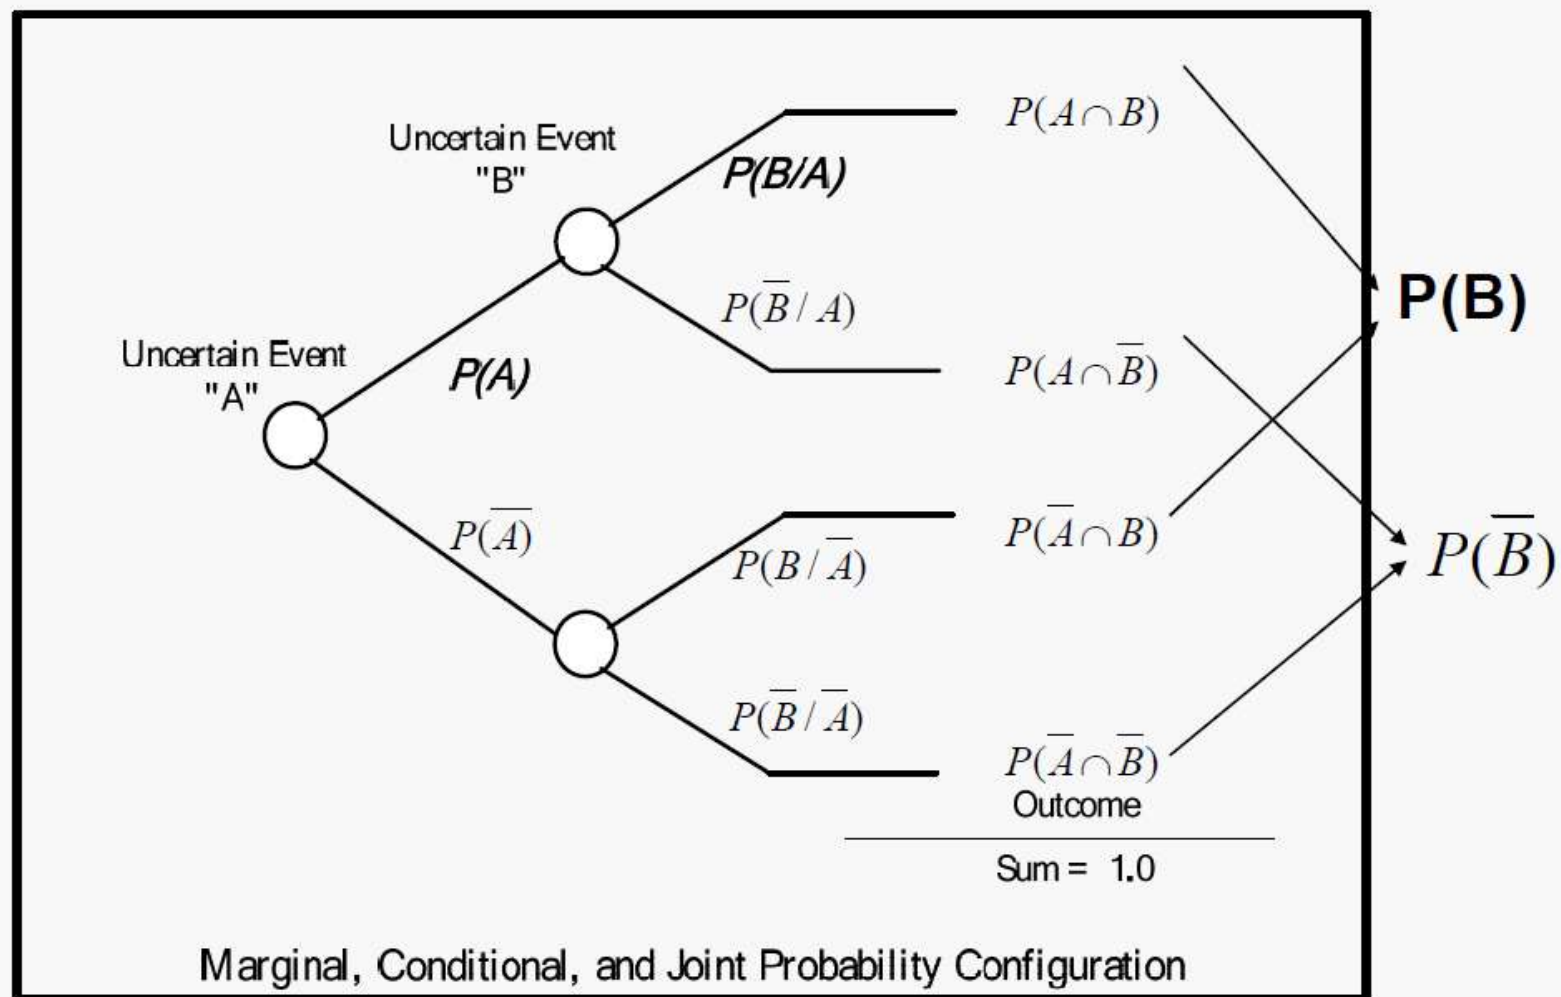 P(A ∩ B)
Uncertain Event
"B"
P(B/A)
P(B̅ / A)
P(B)
Uncertain Event
"A"
P(A)
P(A ∩ B̅)
P(A̅)
P(B / A̅)
P(A̅ ∩ B)
P(B̅)
P(B̅ / A̅)
P(A̅ ∩ B̅)
Outcome
Sum = 1.0
Marginal, Conditional, and Joint Probability Configuration